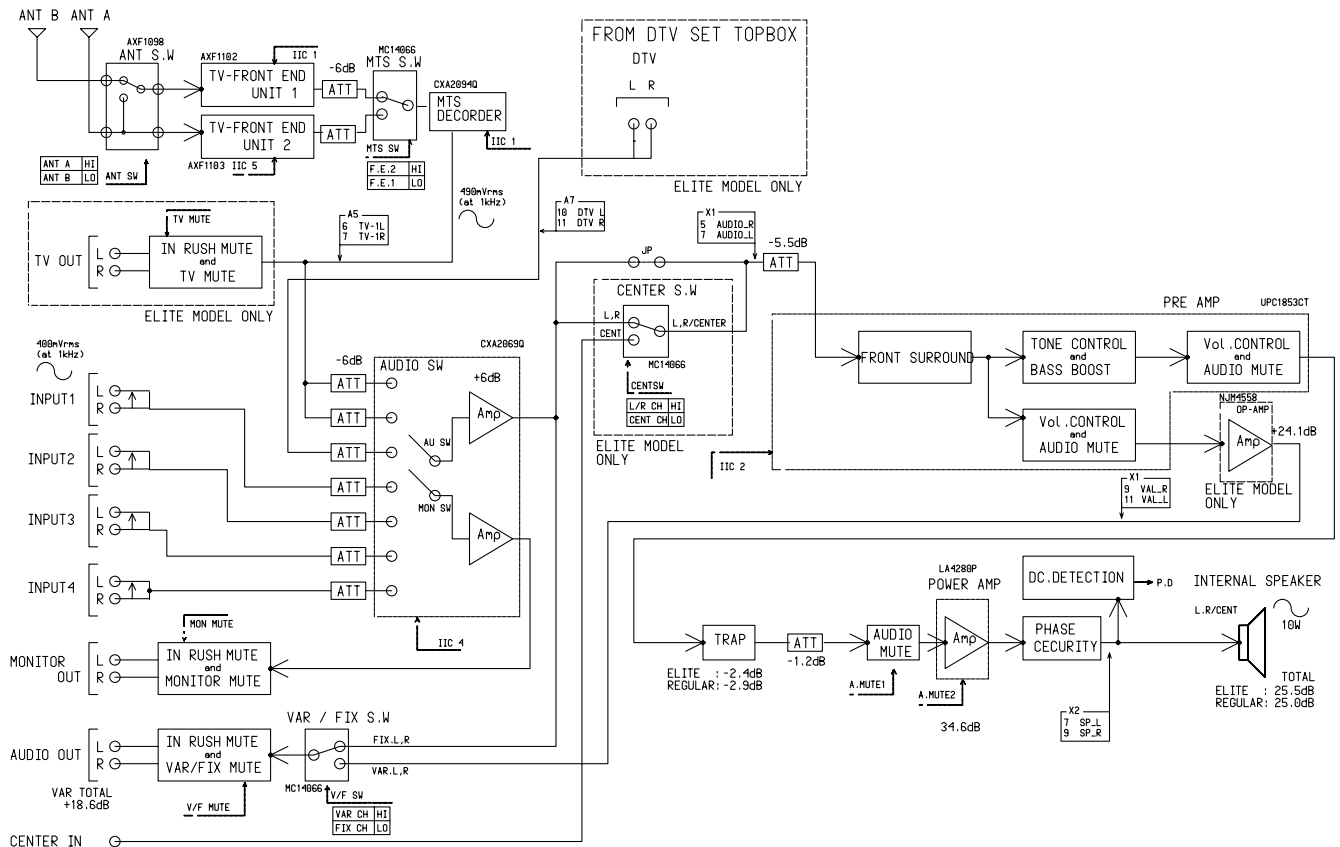 ANT B ANT A
AXF1098
ANT S.W
AXF1102
IIC 1
TV-FRONT END
UNIT 1
-6dB
ATT
MC14066
MTS S.W
CXA2094Q
MTS
DECORDER
IIC 1
TV-FRONT END
UNIT 2
ATT
AXF1103 IIC 5
ANT A HI
ANT B LO
ANT SW
MTS SW
F.E.2 HI
F.E.1 LO
490mVrms
(at 1kHz)
FROM DTV SET TOPBOX
DTV
L R
ELITE MODEL ONLY
TV MUTE
TV OUT
L
R
IN RUSH MUTE
and
TV MUTE
ELITE MODEL ONLY
A5
6 TV-1L
7 TV-1R
A7
10 DTV L
11 DTV R
X1
5 AUDIO_R
7 AUDIO_L
-5.5dB
ATT
JP
CENTER S.W
L,R
CENT
L,R/CENTER
MC14066
CENTSW
L/R CH HI
CENT CH LO
ELITE MODEL
ONLY
PRE AMP
UPC1853CT
FRONT SURROUND
TONE CONTROL
and
BASS BOOST
Vol.CONTROL
and
AUDIO MUTE
Vol.CONTROL
and
AUDIO MUTE
NJM4558
OP-AMP
Amp
+24.1dB
ELITE MODEL
ONLY
IIC 2
X1
9 VAL_R
11 VAL_L
400mVrms
(at 1kHz)
INPUT1
L
R
INPUT2
L
R
INPUT3
L
R
INPUT4
L
R
-6dB
ATT
ATT
ATT
ATT
ATT
ATT
ATT
CXA2069Q
AUDIO SW
+6dB
Amp
AU SW
MON SW
Amp
IIC 4
MON MUTE
MONITOR
OUT
L
R
IN RUSH MUTE
and
MONITOR MUTE
AUDIO OUT
L
R
IN RUSH MUTE
and
VAR/FIX MUTE
VAR TOTAL
+18.6dB
V/F MUTE
VAR / FIX S.W
FIX.L,R
VAR.L,R
MC14066
V/F SW
VAR CH HI
FIX CH LO
CENTER IN
TRAP
ELITE : -2.4dB
REGULAR: -2.9dB
ATT
-1.2dB
AUDIO
MUTE
A.MUTE1
LA4280P
POWER AMP
Amp
A.MUTE2
34.6dB
PHASE
CECURITY
DC.DETECTION
P.D
X2
7 SP_L
9 SP_R
INTERNAL SPEAKER
L.R/CENT
10W
TOTAL
ELITE : 25.5dB
REGULAR: 25.0dB